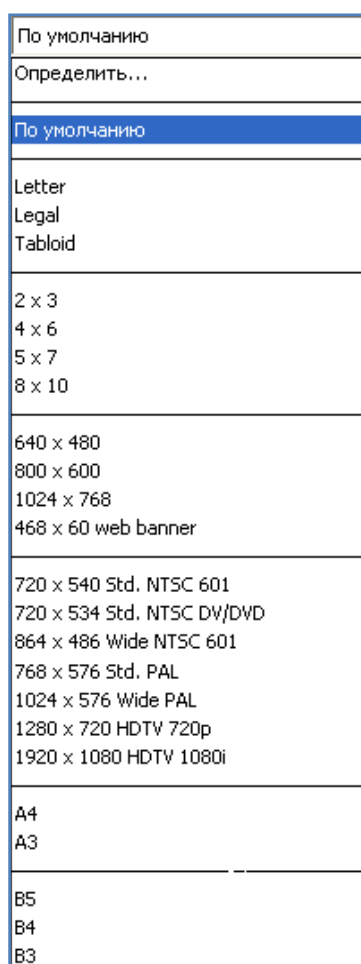 По умолчанию
Определить...
По умолчанию
Letter
Legal
Tabloid
2 x 3
4 x 6
5 x 7
8 x 10
640 x 480
800 x 600
1024 x 768
468 x 60 web banner
720 x 540 Std. NTSC 601
720 x 534 Std. NTSC DV/DVD
864 x 486 Wide NTSC 601
768 x 576 Std. PAL
1024 x 576 Wide PAL
1280 x 720 HDTV 720p
1920 x 1080 HDTV 1080i
A4
A3
B5
B4
B3